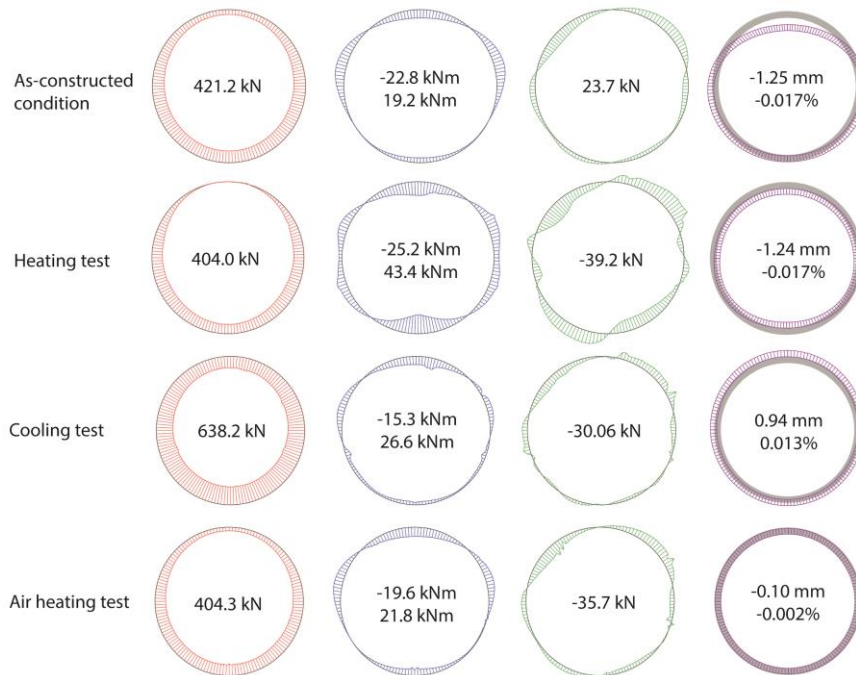 As-constructed
condition
421.2 kN
-22.8 kNm
19.2 kNm
23.7 kN
-1.25 mm
-0.017%
Heating test
404.0 kN
-25.2 kNm
43.4 kNm
-39.2 kN
-1.24 mm
-0.017%
Cooling test
638.2 kN
-15.3 kNm
26.6 kNm
-30.06 kN
0.94 mm
0.013%
Air heating test
404.3 kN
-19.6 kNm
21.8 kNm
-35.7 kN
-0.10 mm
-0.002%